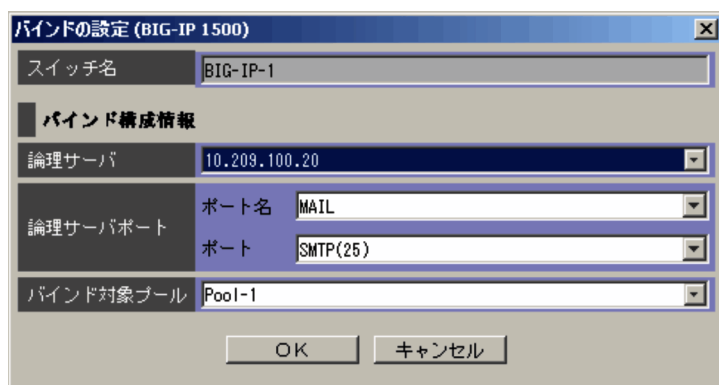 バインドの設定 (BIG-IP 1500)
スイッチ名 BIG-IP-1
バインド構成情報
論理サーバ 10.209.100.20
論理サーバポート
ポート名 MAIL
ポート SMTP(25)
バインド対象プール Pool-1
OK キャンセル